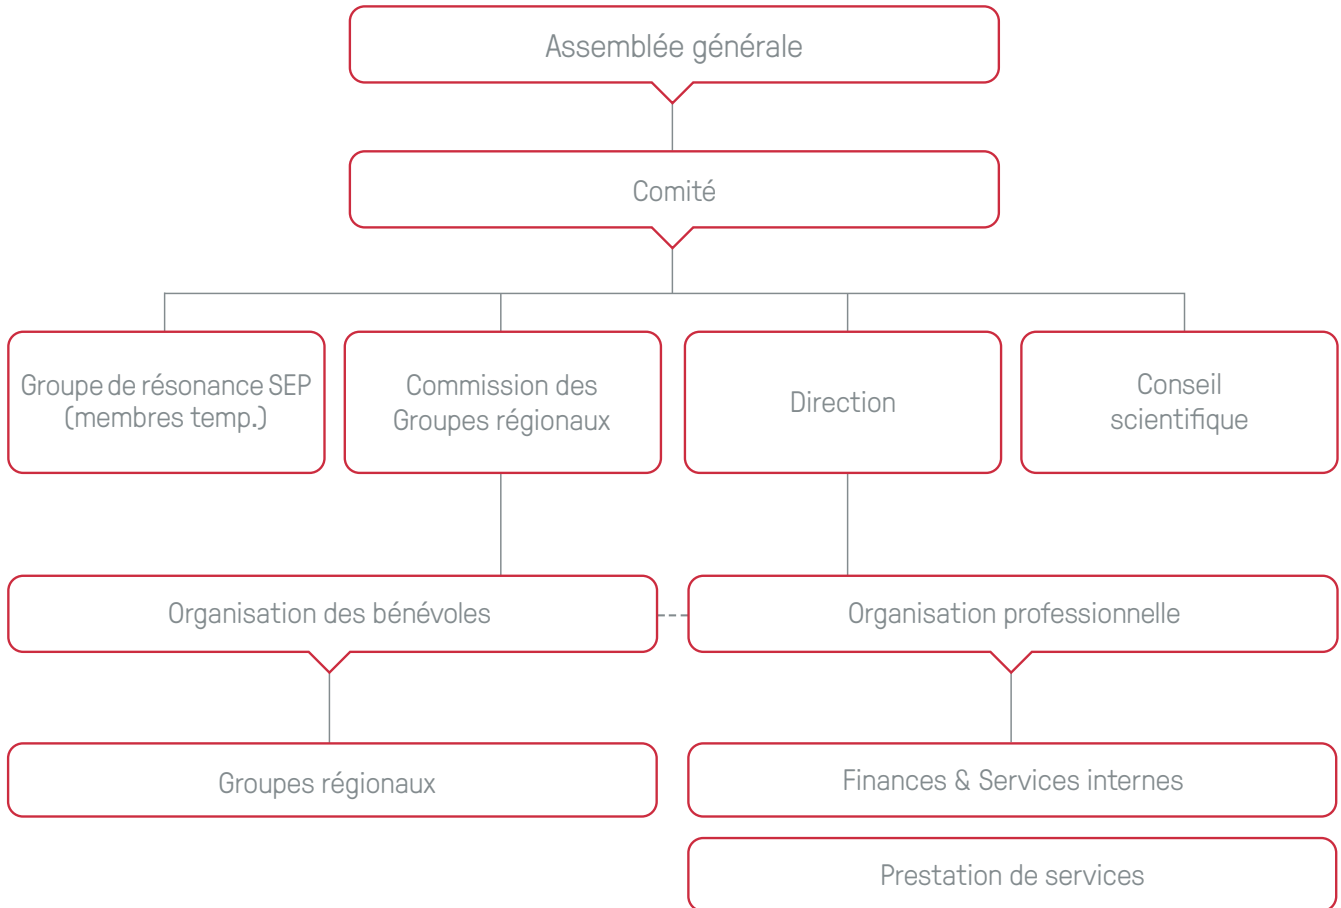 Assemblée générale
Comité
Groupe de résonance SEP
(membres temp.)
Commission des
Groupes régionaux
Direction
Conseil
scientifique
Organisation des bénévoles
Organisation professionnelle
Groupes régionaux
Finances & Services internes
Prestation de services